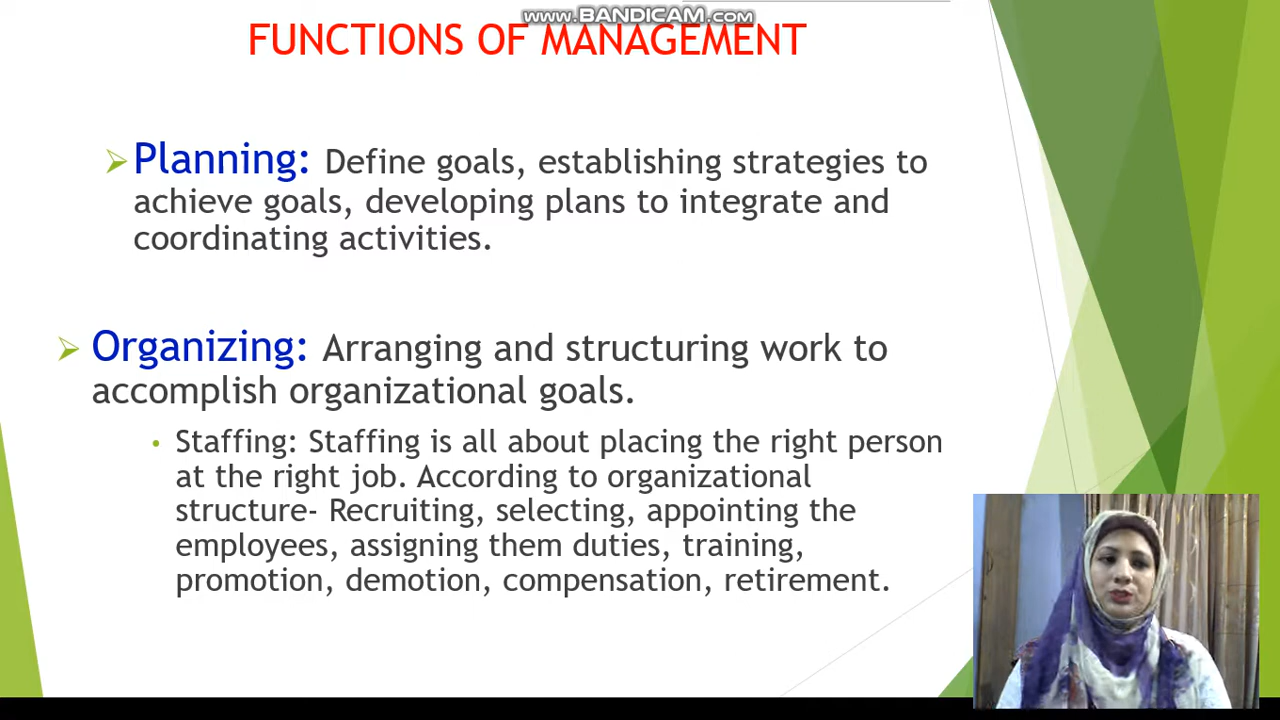 www.BANDICAM.com
FUNCTIONS OF MANAGEMENT
Planning: Define goals, establishing strategies to
achieve goals, developing plans to integrate and
coordinating activities.
Organizing: Arranging and structuring work to
accomplish organizational goals.
• Staffing: Staffing is all about placing the right person
at the right job. According to organizational
structure- Recruiting, selecting, appointing the
employees, assigning them duties, training,
promotion, demotion, compensation, retirement.